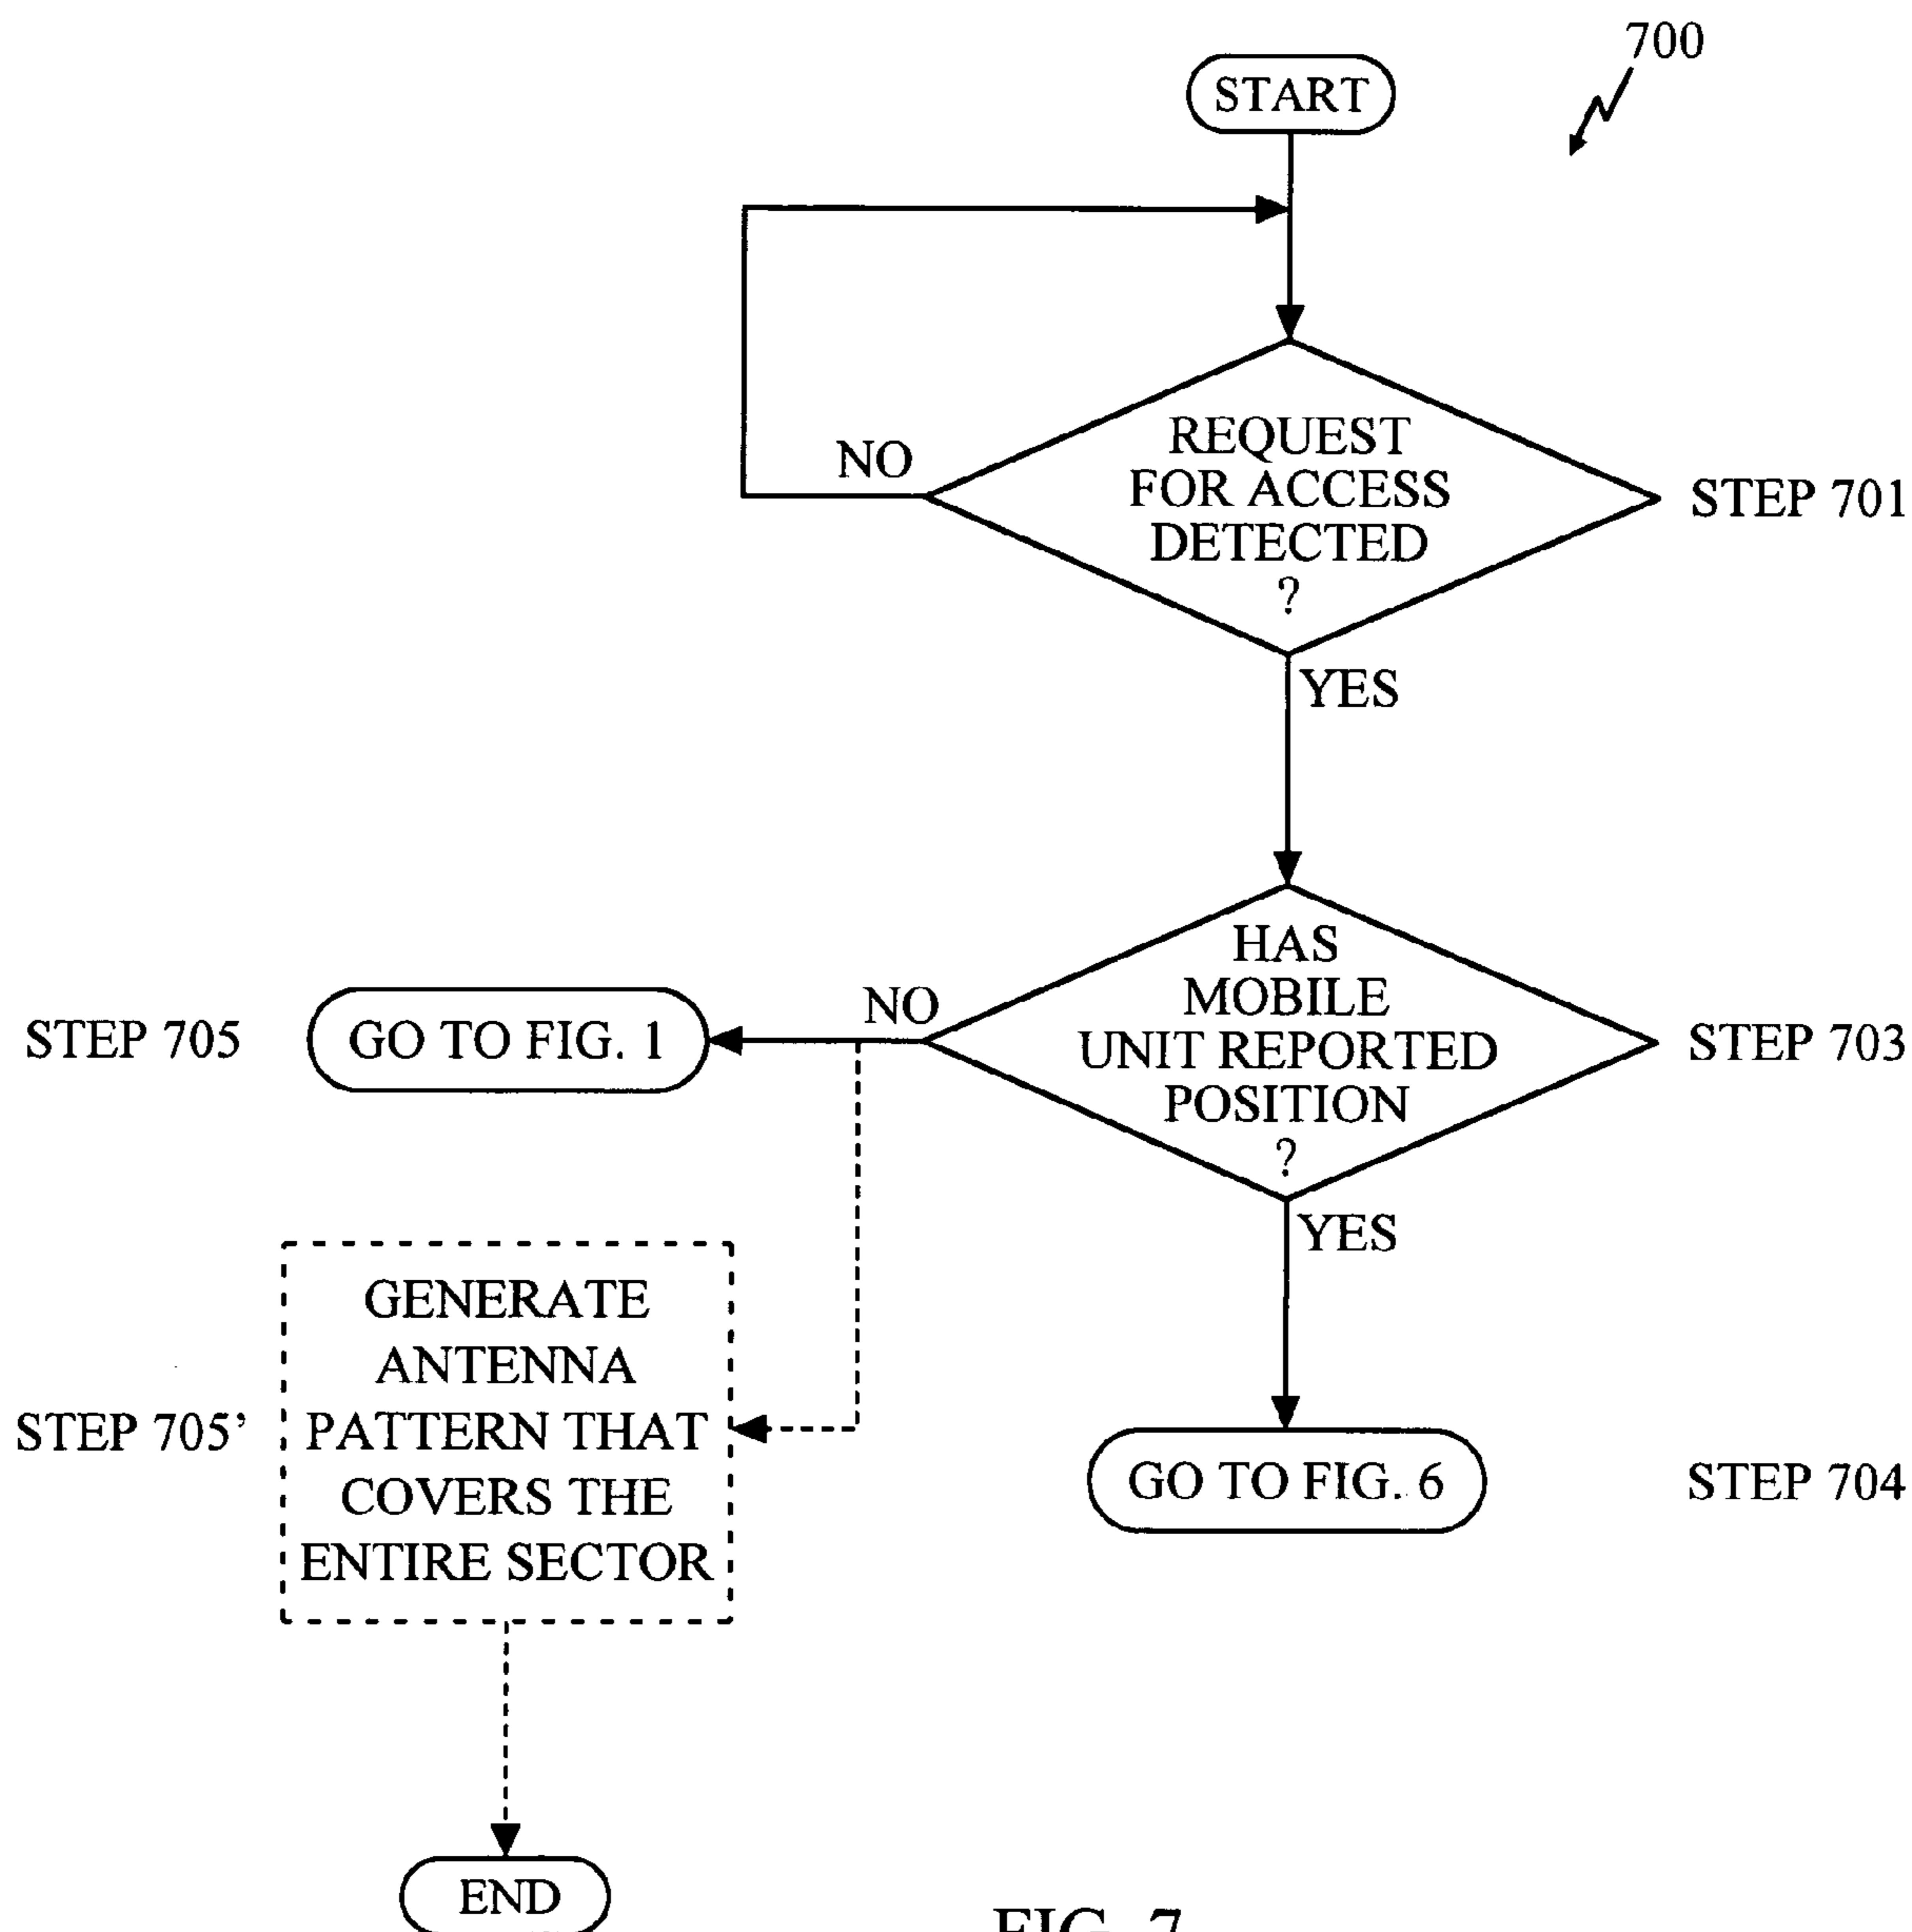 700
START
NO
REQUEST
FOR ACCESS
DETECTED
?
STEP 701
YES
HAS
MOBILE
UNIT REPORTED
POSITION
?
STEP 703
NO
STEP 705
GO TO FIG. 1
YES
STEP 705'
GENERATE
ANTENNA
PATTERN THAT
COVERS THE
ENTIRE SECTOR
GO TO FIG. 6
STEP 704
END
FIG. 7